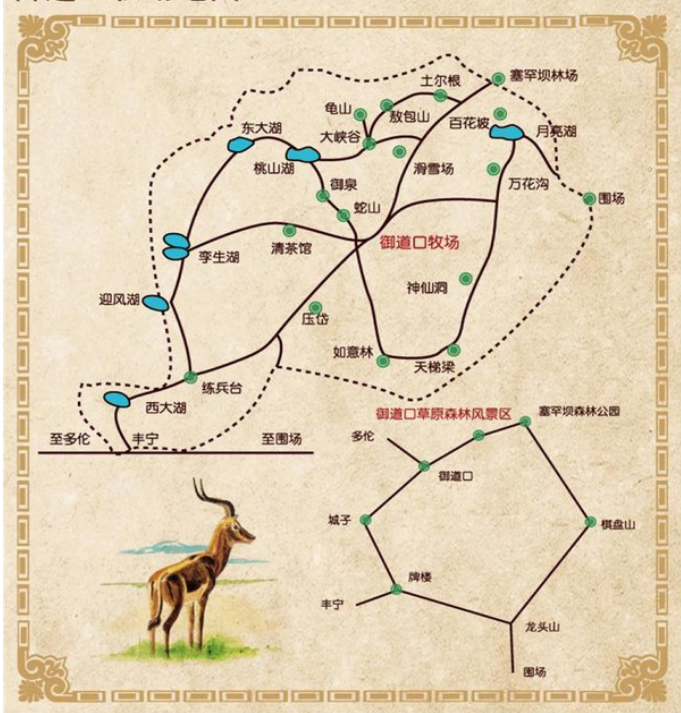 土尔根
塞罕坝林场
龟山
敖包山
百花坡
月亮湖
东大湖
大峡谷
桃山湖
滑雪场
万花沟
御泉
围场
蛇山
清茶馆
御道口牧场
孪生湖
神仙洞
迎风湖
压岱
如意林
天梯梁
练兵台
西大湖
至多伦
丰宁
至围场
御道口草原森林风景区
塞罕坝森林公园
多伦
御道口
城子
棋盘山
牌楼
丰宁
龙头山
围场